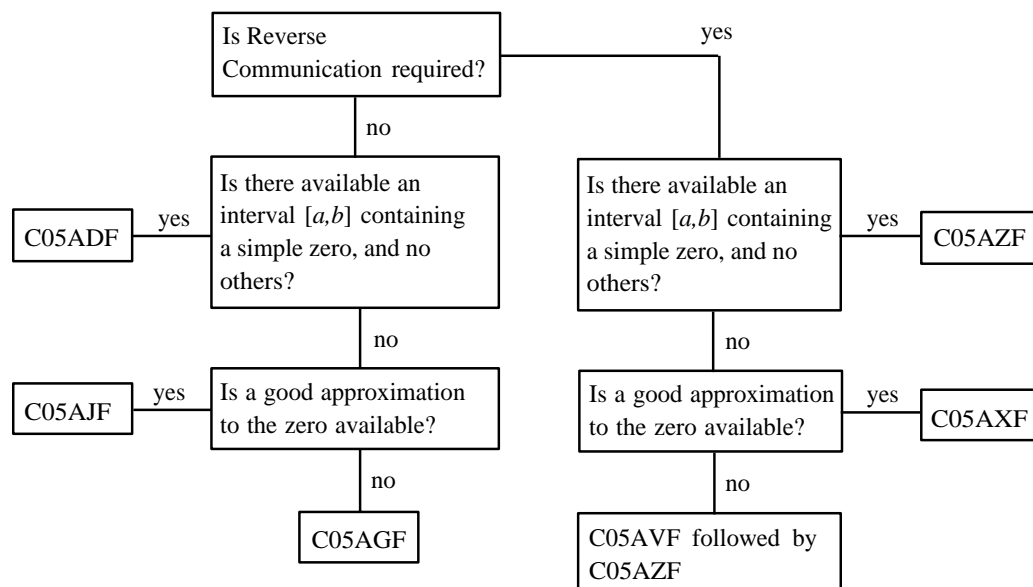 Is Reverse
Communication required?
yes
no
Is there available an
interval [a,b] containing
a simple zero, and no
others?
yes
C05ADF
Is there available an
interval [a,b] containing
a simple zero, and no
others?
yes
C05AZF
no
no
Is a good approximation
to the zero available?
yes
C05AJF
Is a good approximation
to the zero available?
yes
C05AXF
no
no
C05AGF
C05AVF followed by
C05AZF